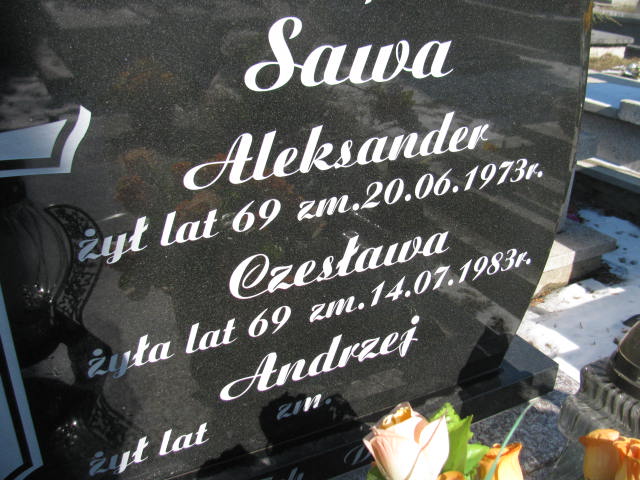 Sawa
Aleksander
żył lat 69 zm.20.06.1973r.
Czesława
żyła lat 69 zm.14.07.1983r.
Andrzej
żył lat zm.